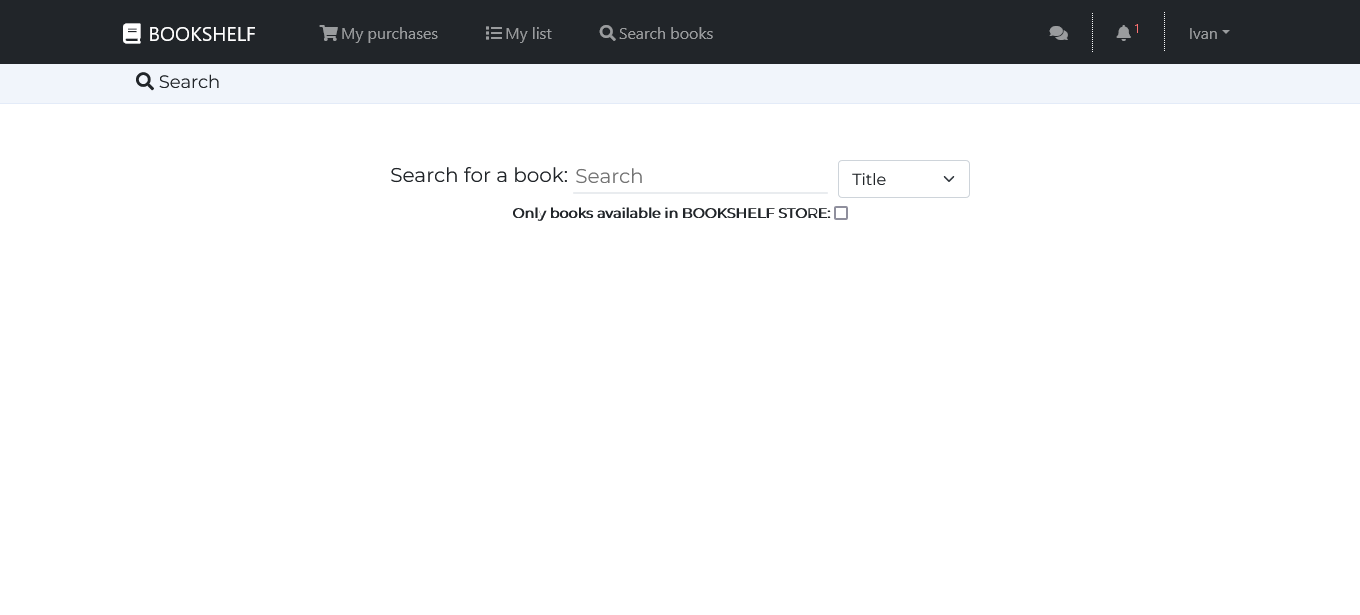 BOOKSHELF My purchases My list Search books 1 Ivan
Search
Search for a book: Search Title
Only books available in BOOKSHELF STORE: